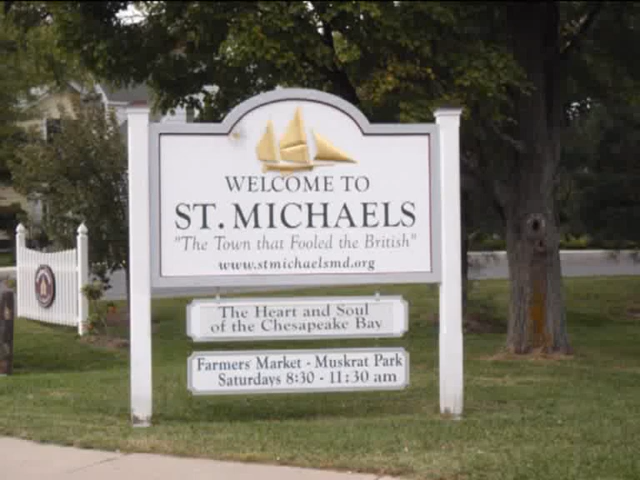 WELCOME TO
ST. MICHAELS
"The Town that Fooled the British"
www.stmichaelsmd.org
The Heart and Soul
of the Chesapeake Bay
Farmers' Market - Muskrat Park
Saturdays 8:30 - 11:30 am